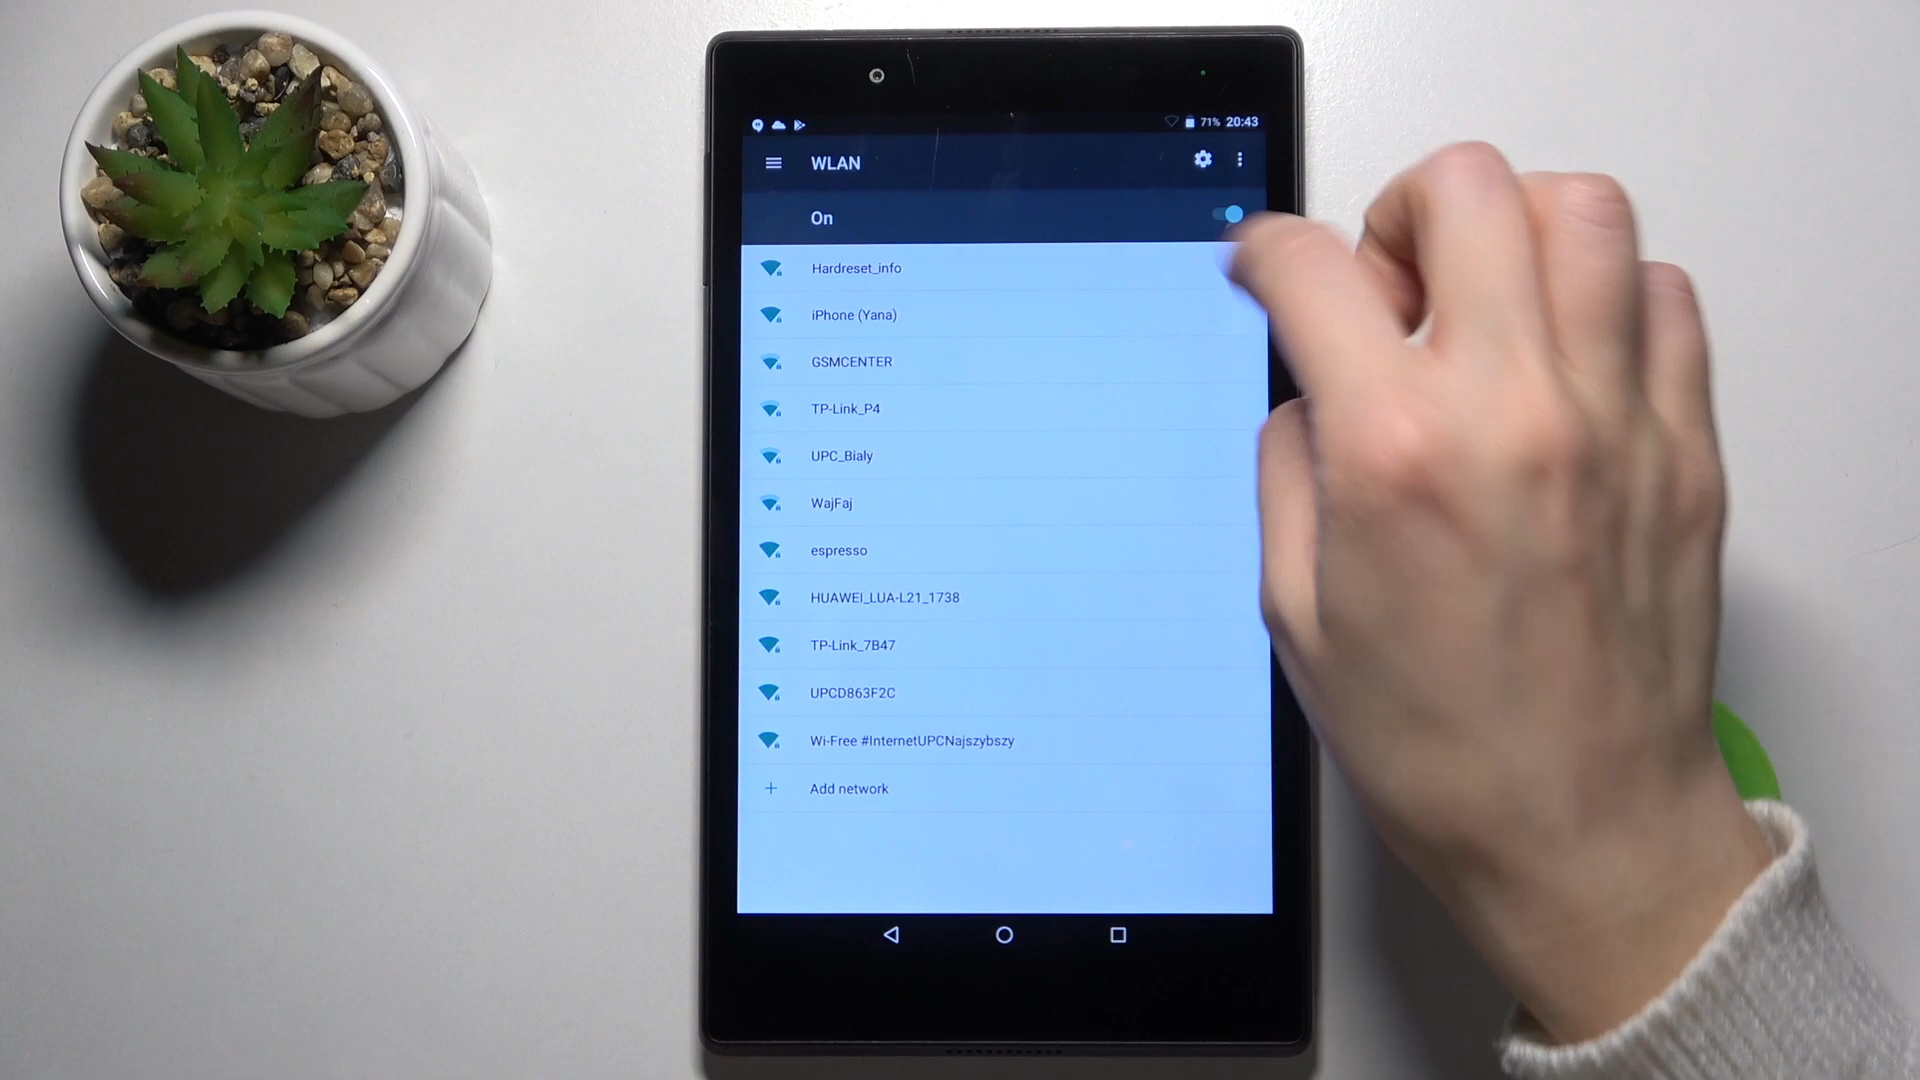 71% 20:43
WLAN
On
Hardreset_info
iPhone (Yana)
GSMCENTER
TP-Link_P4
UPC_Bialy
WajFaj
espresso
HUAWEI_LUA-L21_1738
TP-Link_7B47
UPCD863F2C
Wi-Free #InternetUPCNajszybszy
Add network